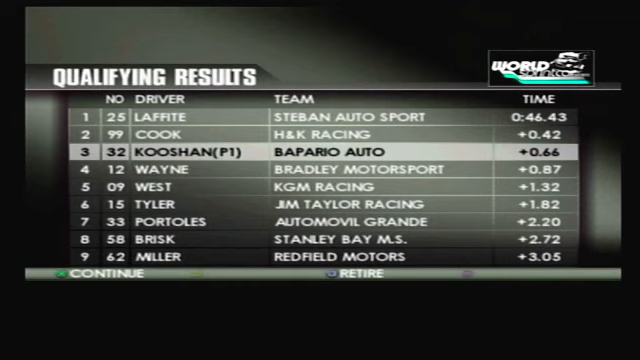 WORLD
Sprintcar
QUALIFYING RESULTS
NO DRIVER TEAM TIME
1 25 LAFFITE STEBAN AUTO SPORT 0:46.43
2 99 COOK H&K RACING +0.42
3 32 KOOSHAN(P1) BAPARIO AUTO +0.66
4 12 WAYNE BRADLEY MOTORSPORT +0.87
5 09 WEST KGM RACING +1.32
6 15 TYLER JIM TAYLOR RACING +1.82
7 33 PORTOLES AUTOMOVIL GRANDE +2.20
8 58 BRISK STANLEY BAY M.S. +2.72
9 62 MILLER REDFIELD MOTORS +3.05
CONTINUE RETIRE